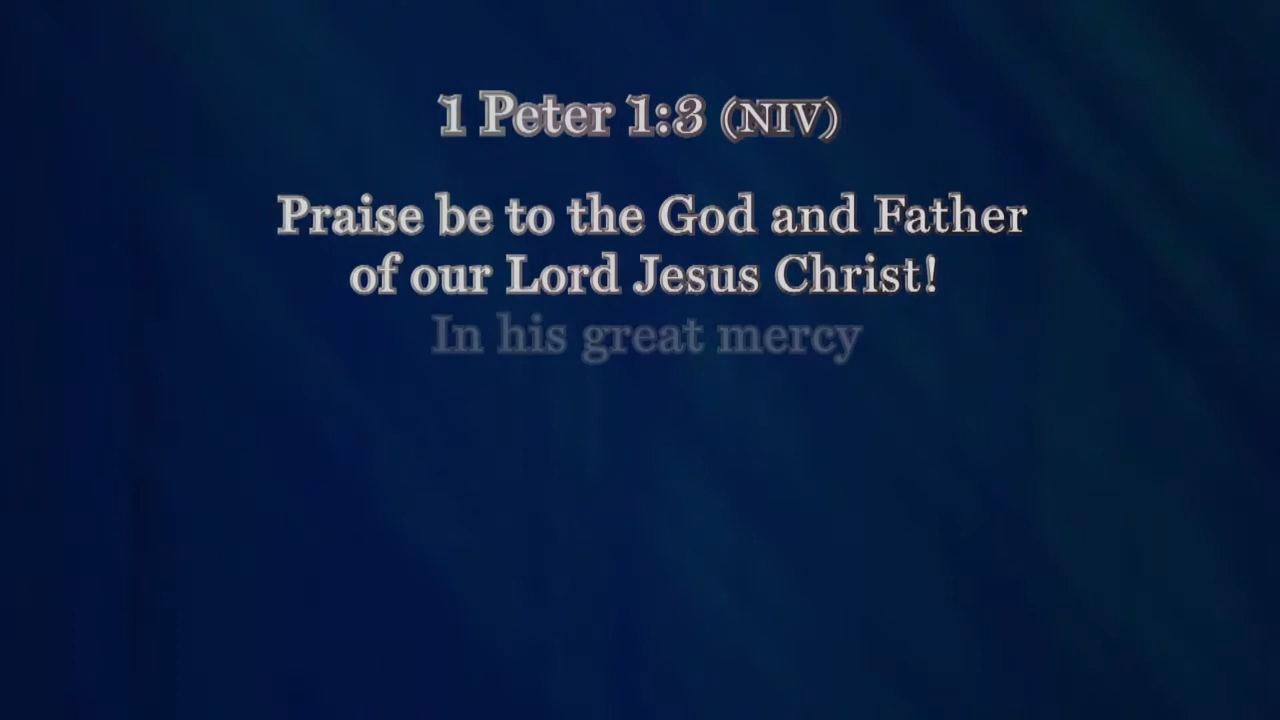 1 Peter 1:3 (NIV)
Praise be to the God and Father
of our Lord Jesus Christ!
In his great mercy